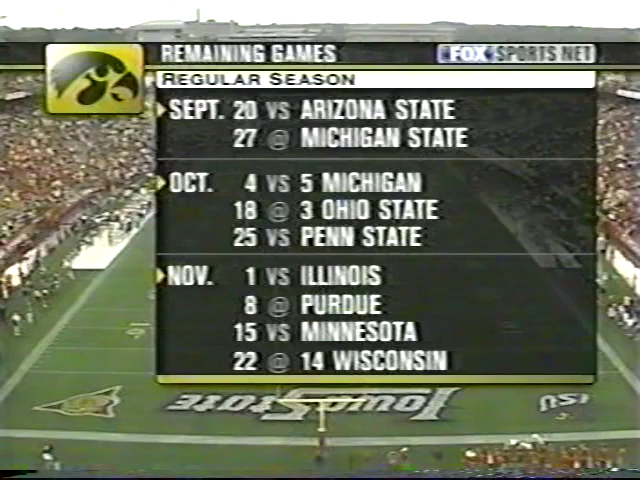 REMAINING GAMES FOX SPORTS NET
REGULAR SEASON
SEPT. 20 VS ARIZONA STATE
27 @ MICHIGAN STATE
OCT. 4 VS 5 MICHIGAN
18 @ 3 OHIO STATE
25 VS PENN STATE
NOV. 1 VS ILLINOIS
8 @ PURDUE
15 VS MINNESOTA
22 @ 14 WISCONSIN
Iowa State ISU